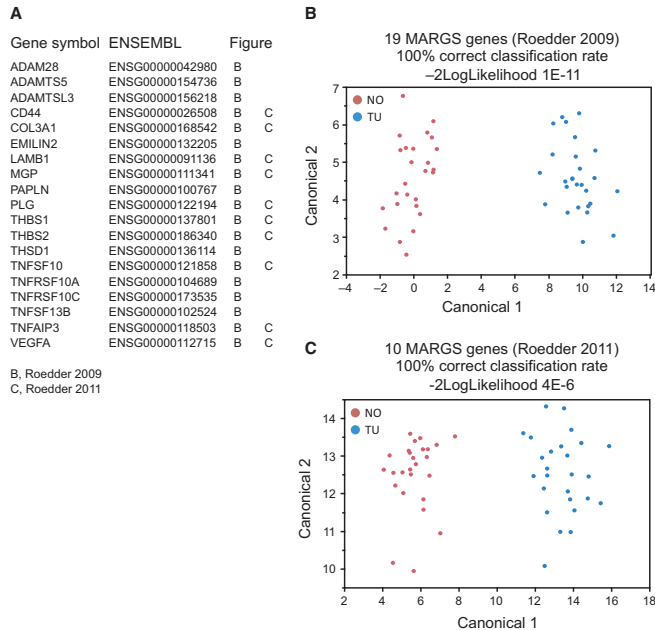 A
Gene symbol ENSEMBL Figure
ADAM28 ENSG00000042980 B
ADAMTS5 ENSG00000154736 B
ADAMTSL3 ENSG00000156218 B
CD44 ENSG00000026508 B C
COL3A1 ENSG00000168542 B C
EMILIN2 ENSG00000132205 B
LAMB1 ENSG00000091136 B C
MGP ENSG00000111341 B C
PAPLN ENSG00000100767 B
PLG ENSG00000122194 B C
THBS1 ENSG00000137801 B C
THBS2 ENSG00000186340 B C
THSD1 ENSG00000136114 B
TNFSF10 ENSG00000121858 B C
TNFRSF10A ENSG00000104689 B
TNFRSF10C ENSG00000173535 B
TNFSF13B ENSG00000102524 B
TNFAIP3 ENSG00000118503 B C
VEGFA ENSG00000112715 B C
B, Roedder 2009
C, Roedder 2011
B
19 MARGS genes (Roedder 2009)
100% correct classification rate
–2LogLikelihood 1E-11
NO
TU
Canonical 2
7
6
5
4
3
2
–4 –2 0 2 4 6 8 10 12 14
Canonical 1
C
10 MARGS genes (Roedder 2011)
100% correct classification rate
-2LogLikelihood 4E-6
NO
TU
Canonical 2
14
13
12
11
10
2 4 6 8 10 12 14 16 18
Canonical 1